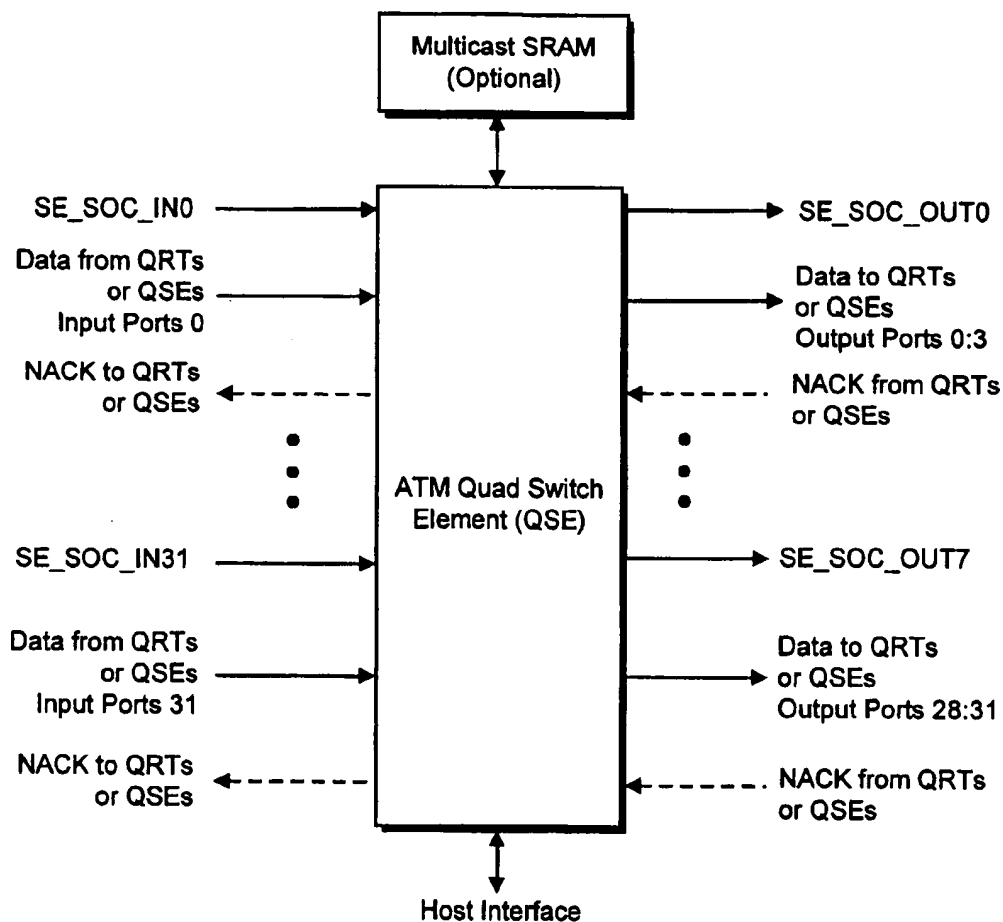 Multicast SRAM
(Optional)
SE_SOC_IN0
SE_SOC_OUT0
Data from QRTs
or QSEs
Input Ports 0
Data to QRTs
or QSEs
Output Ports 0:3
NACK to QRTs
or QSEs
NACK from QRTs
or QSEs
ATM Quad Switch
Element (QSE)
SE_SOC_IN31
SE_SOC_OUT7
Data from QRTs
or QSEs
Input Ports 31
Data to QRTs
or QSEs
Output Ports 28:31
NACK to QRTs
or QSEs
NACK from QRTs
or QSEs
Host Interface